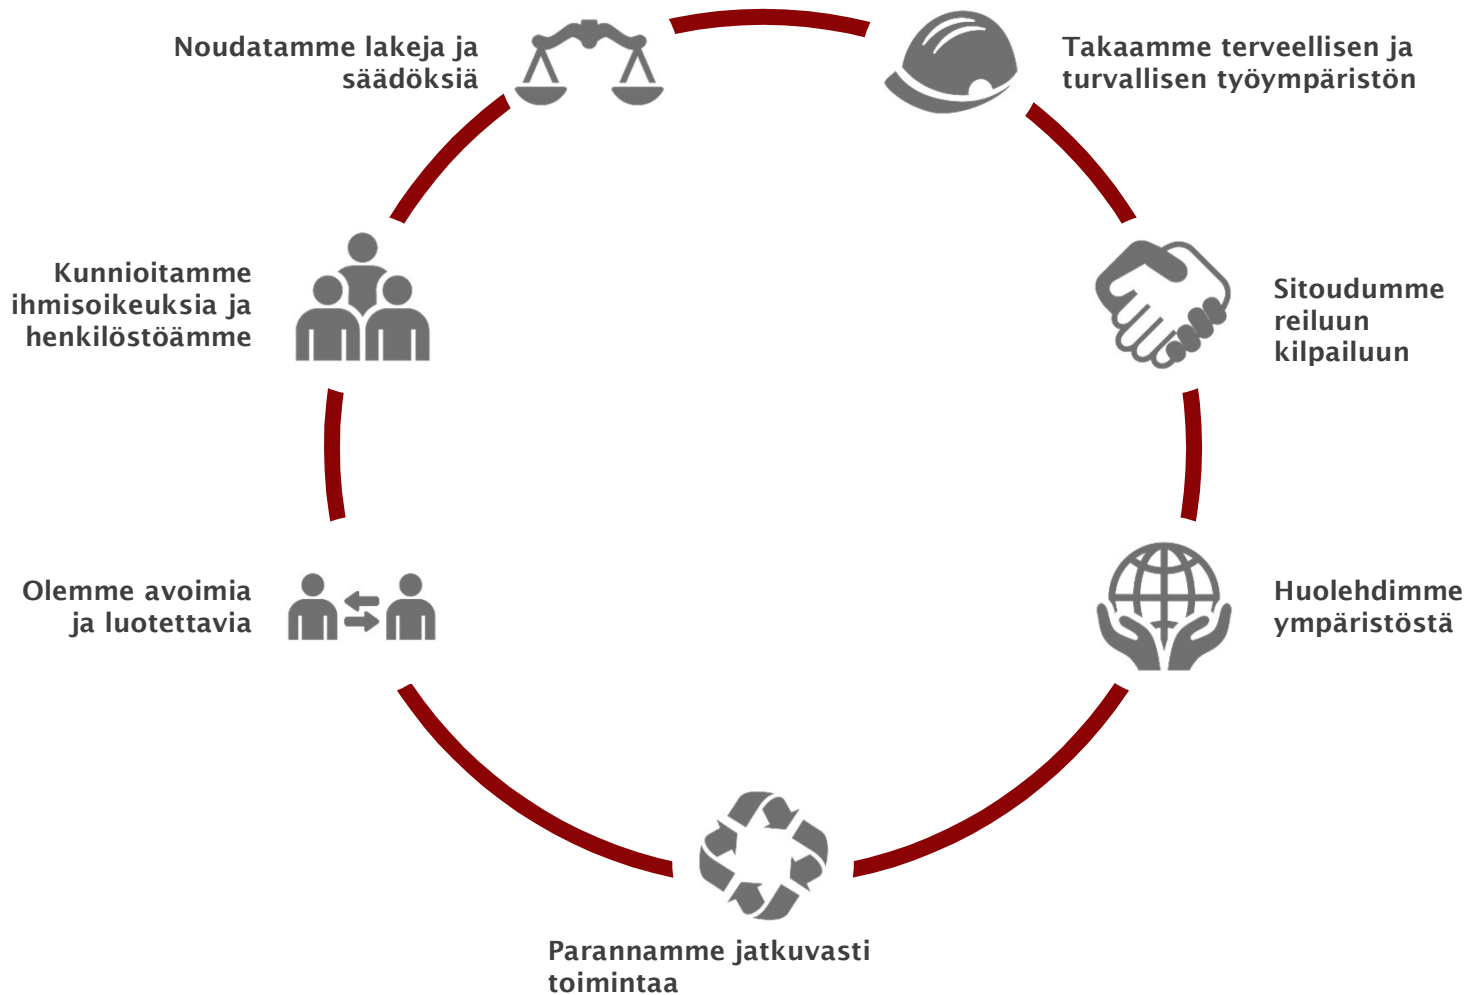 Noudatamme lakeja ja
säädöksiä
Takaamme terveellisen ja
turvallisen työympäristön
Kunnioitamme
ihmisoikeuksia ja
henkilöstöämme
Sitoudumme
reiluun
kilpailuun
Olemme avoimia
ja luotettavia
Huolehdimme
ympäristöstä
Parannamme jatkuvasti
toimintaa